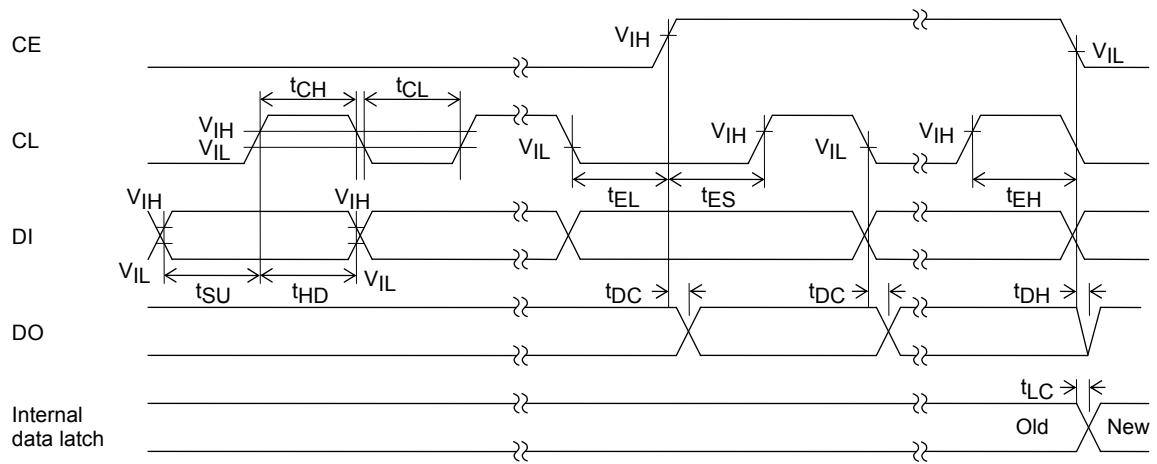 CE
V_IH
V_IL
t_CH
t_CL
CL
V_IH
V_IL
V_IL
V_IH
V_IL
V_IH
t_EL
t_ES
t_EH
DI
V_IH
V_IH
V_IL
V_IL
t_SU
t_HD
t_DC
t_DC
t_DH
DO
t_LC
Internal
data latch
Old
New